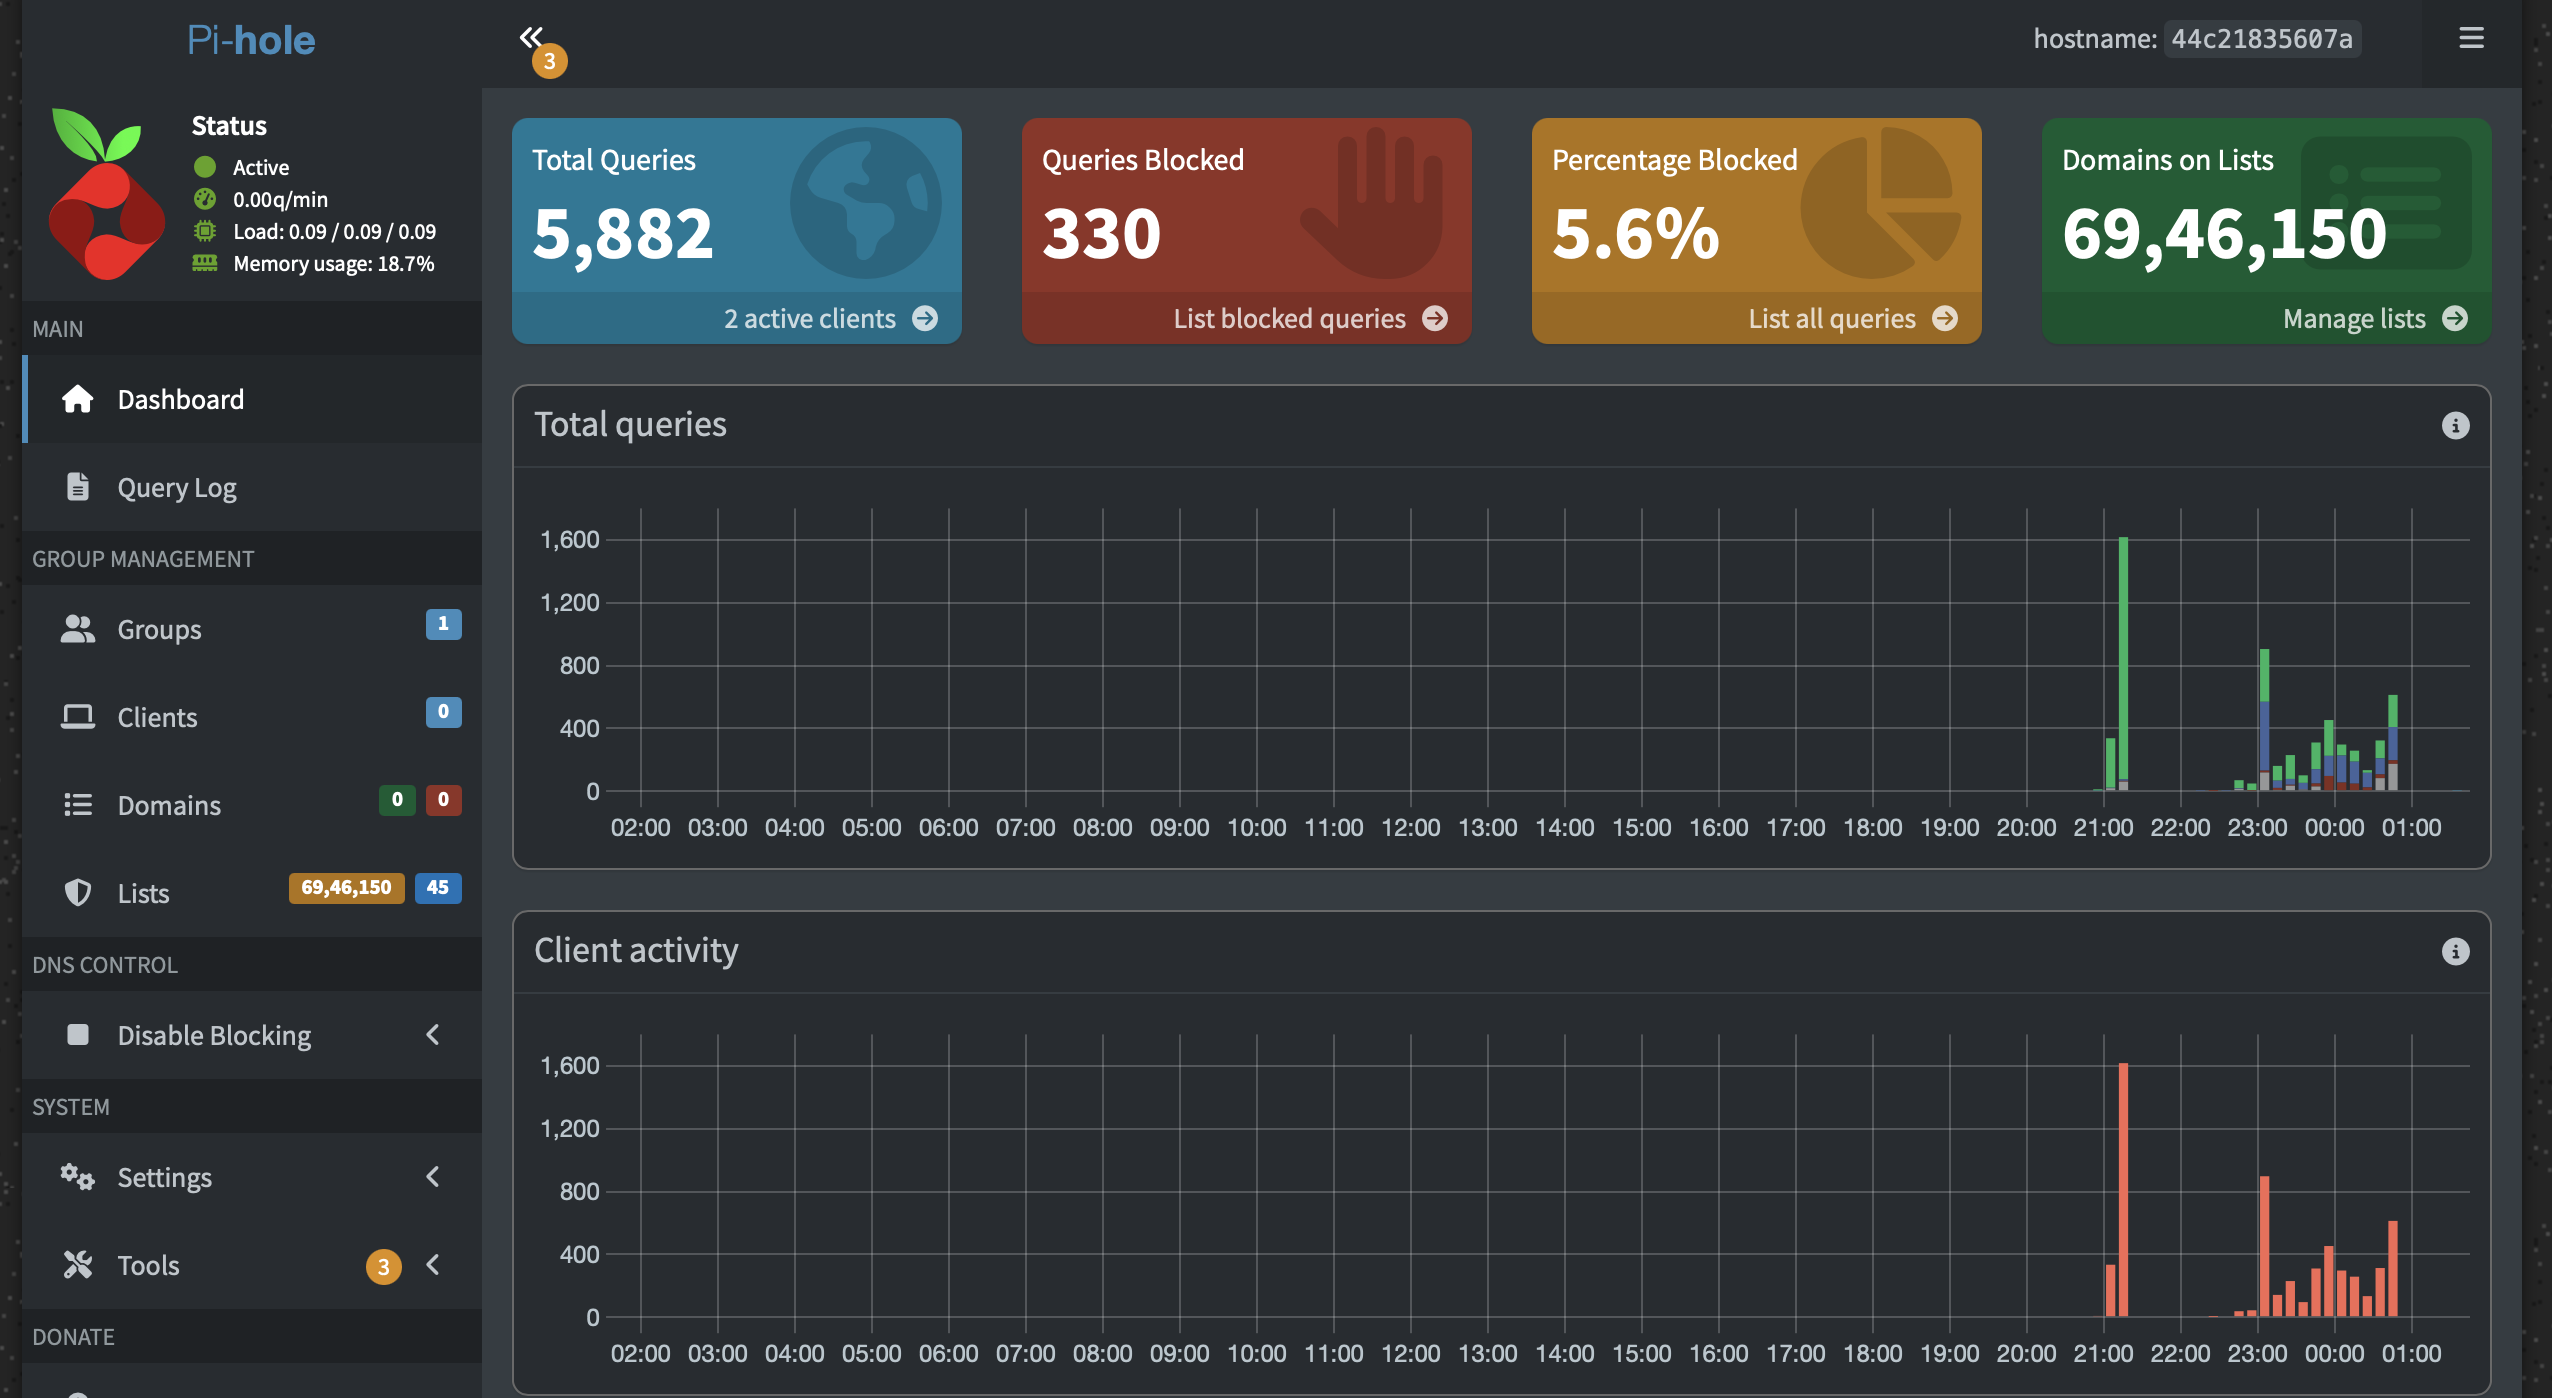 Pi-hole
3
hostname: 44c21835607a
Status
Active
0.00q/min
Load: 0.09 / 0.09 / 0.09
Memory usage: 18.7%
MAIN
Dashboard
Query Log
GROUP MANAGEMENT
Groups 1
Clients 0
Domains 0 0
Lists 69,46,150 45
DNS CONTROL
Disable Blocking
SYSTEM
Settings
Tools 3
DONATE
Total Queries
5,882
2 active clients
Queries Blocked
330
List blocked queries
Percentage Blocked
5.6%
List all queries
Domains on Lists
69,46,150
Manage lists
Total queries
1,600
1,200
800
400
0
02:00 03:00 04:00 05:00 06:00 07:00 08:00 09:00 10:00 11:00 12:00 13:00 14:00 15:00 16:00 17:00 18:00 19:00 20:00 21:00 22:00 23:00 00:00 01:00
Client activity
1,600
1,200
800
400
0
02:00 03:00 04:00 05:00 06:00 07:00 08:00 09:00 10:00 11:00 12:00 13:00 14:00 15:00 16:00 17:00 18:00 19:00 20:00 21:00 22:00 23:00 00:00 01:00